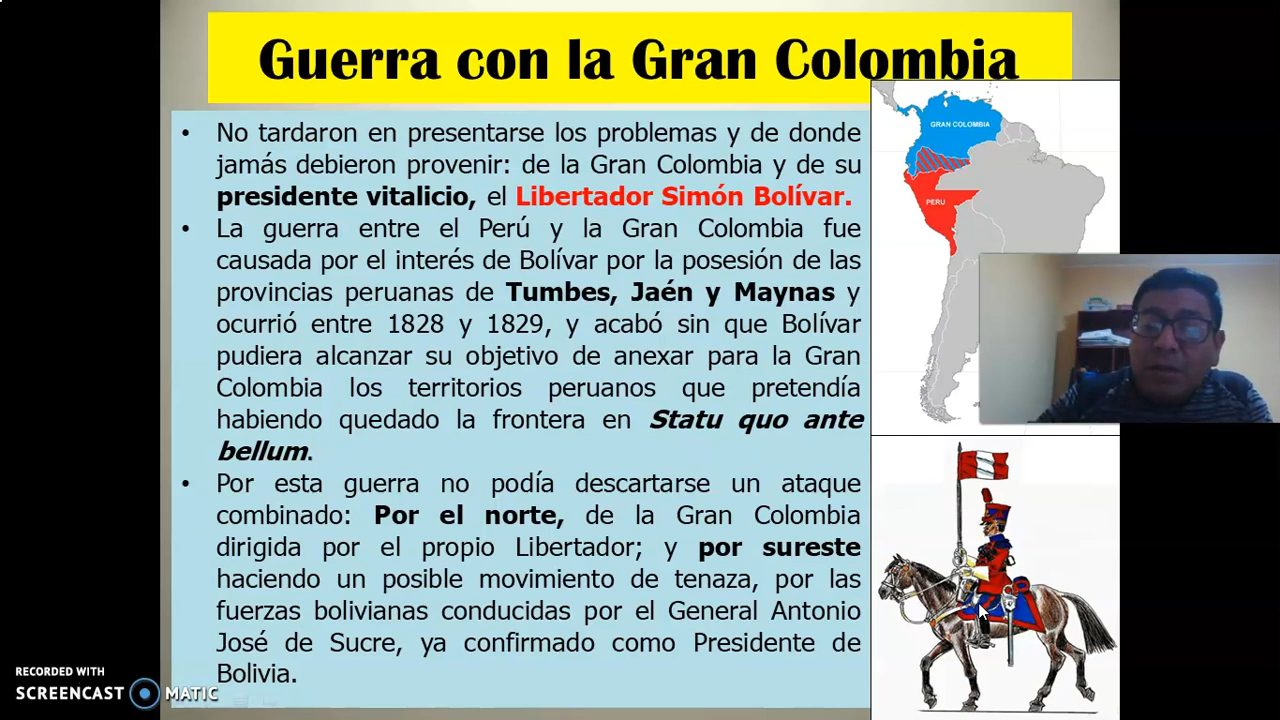 Guerra con la Gran Colombia
• No tardaron en presentarse los problemas y de donde
jamás debieron provenir: de la Gran Colombia y de su
presidente vitalicio, el Libertador Simón Bolívar.
• La guerra entre el Perú y la Gran Colombia fue
causada por el interés de Bolívar por la posesión de las
provincias peruanas de Tumbes, Jaén y Maynas y
ocurrió entre 1828 y 1829, y acabó sin que Bolívar
pudiera alcanzar su objetivo de anexar para la Gran
Colombia los territorios peruanos que pretendía
habiendo quedado la frontera en Statu quo ante
bellum.
• Por esta guerra no podía descartarse un ataque
combinado: Por el norte, de la Gran Colombia
dirigida por el propio Libertador; y por sureste
haciendo un posible movimiento de tenaza, por las
fuerzas bolivianas conducidas por el General Antonio
José de Sucre, ya confirmado como Presidente de
Bolivia.
GRAN COLOMBIA
PERU
RECORDED WITH
SCREENCAST MATIC